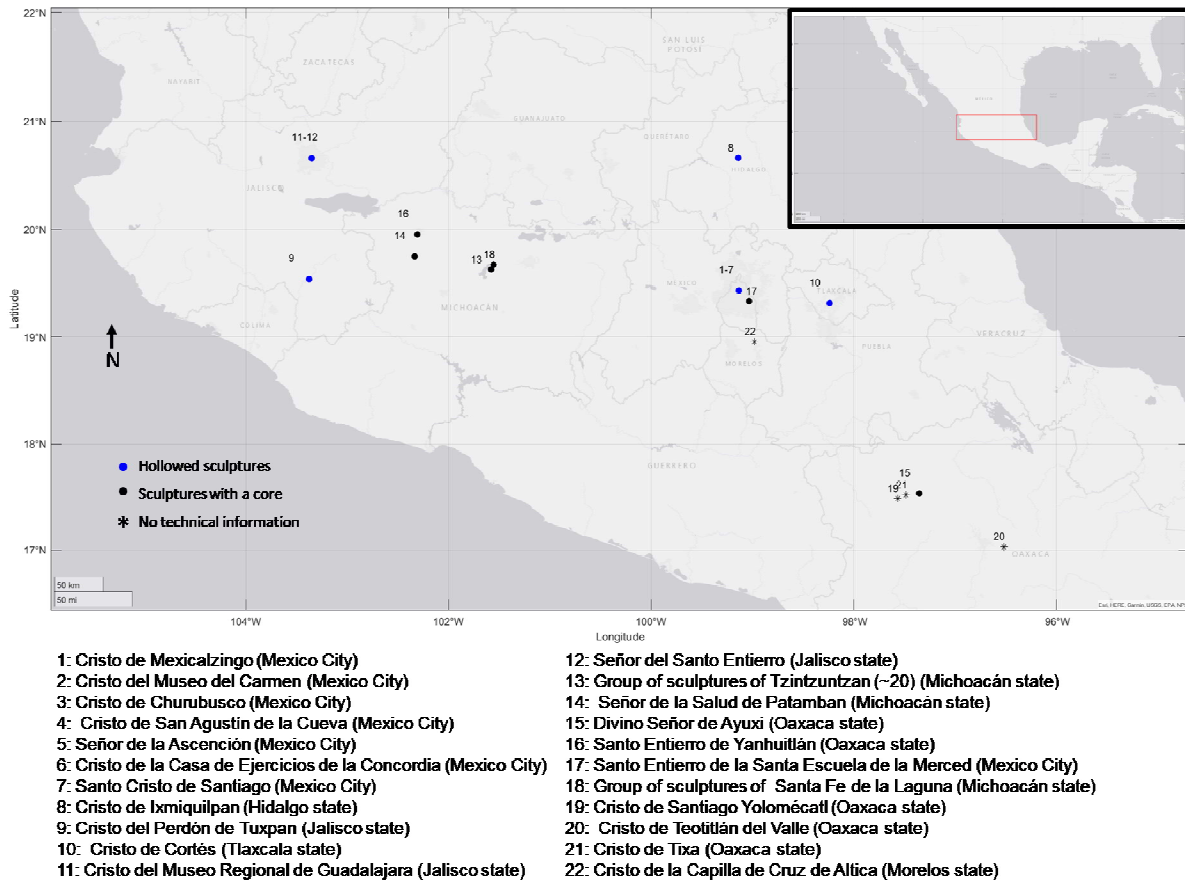 22°N
SAN LUIS
POTOSÍ
ZACATECAS
NAYARIT
21°N
GUANAJUATO
11-12
QUERÉTARO
8
HIDALGO
JALISCO
20°N
16
14
18
13
9
1-7
MÉXICO
17
10
TLAXCALA
Latitude
19°N
MICHOACÁN
COLIMA
22
VERACRUZ
PUEBLA
MORELOS
N
18°N
GUERRERO
Hollowed sculptures
Sculptures with a core
No technical information
15
21
19
17°N
20
OAXACA
50 km
50 mi
Esri, HERE, Garmin, USGS, EPA, NPS
104°W
102°W
100°W
98°W
96°W
Longitude
1: Cristo de Mexicalzingo (Mexico City)
2: Cristo del Museo del Carmen (Mexico City)
3: Cristo de Churubusco (Mexico City)
4: Cristo de San Agustín de la Cueva (Mexico City)
5: Señor de la Ascención (Mexico City)
6: Cristo de la Casa de Ejercicios de la Concordia (Mexico City)
7: Santo Cristo de Santiago (Mexico City)
8: Cristo de Ixmiquilpan (Hidalgo state)
9: Cristo del Perdón de Tuxpan (Jalisco state)
10: Cristo de Cortés (Tlaxcala state)
11: Cristo del Museo Regional de Guadalajara (Jalisco state)
12: Señor del Santo Entierro (Jalisco state)
13: Group of sculptures of Tzintzuntzan (~20) (Michoacán state)
14: Señor de la Salud de Patamban (Michoacán state)
15: Divino Señor de Ayuxi (Oaxaca state)
16: Santo Entierro de Yanhuitlán (Oaxaca state)
17: Santo Entierro de la Santa Escuela de la Merced (Mexico City)
18: Group of sculptures of Santa Fe de la Laguna (Michoacán state)
19: Cristo de Santiago Yolomécatl (Oaxaca state)
20: Cristo de Teotitlán del Valle (Oaxaca state)
21: Cristo de Tixa (Oaxaca state)
22: Cristo de la Capilla de Cruz de Altica (Morelos state)